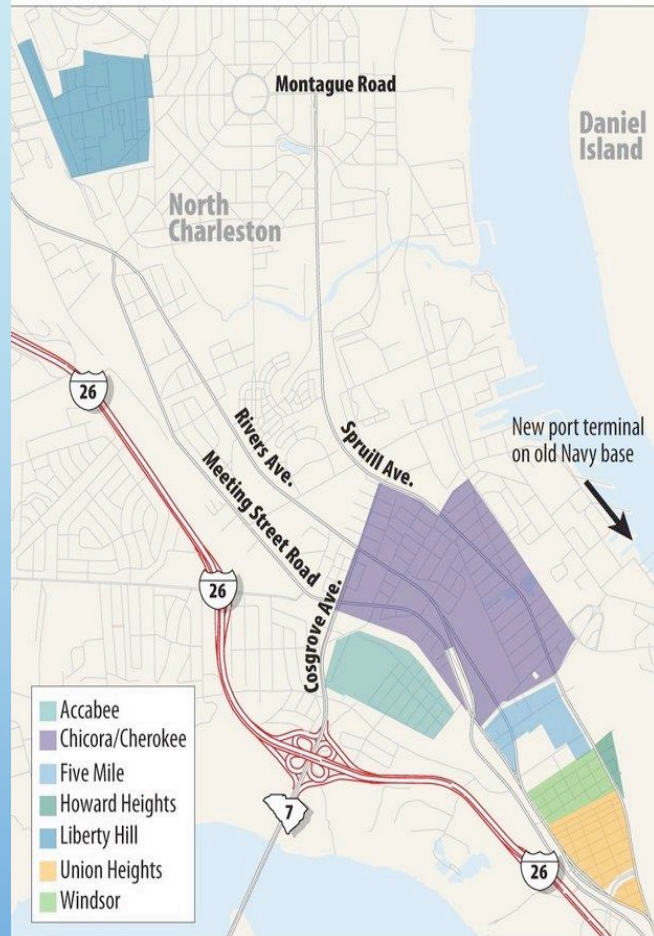 Montague Road
Daniel
Island
North
Charleston
26
Rivers Ave.
Spruill Ave.
New port terminal
on old Navy base
Meeting Street Road
26
Cosgrove Ave.
Accabee
Chicora/Cherokee
Five Mile
Howard Heights
Liberty Hill
Union Heights
Windsor
7
26